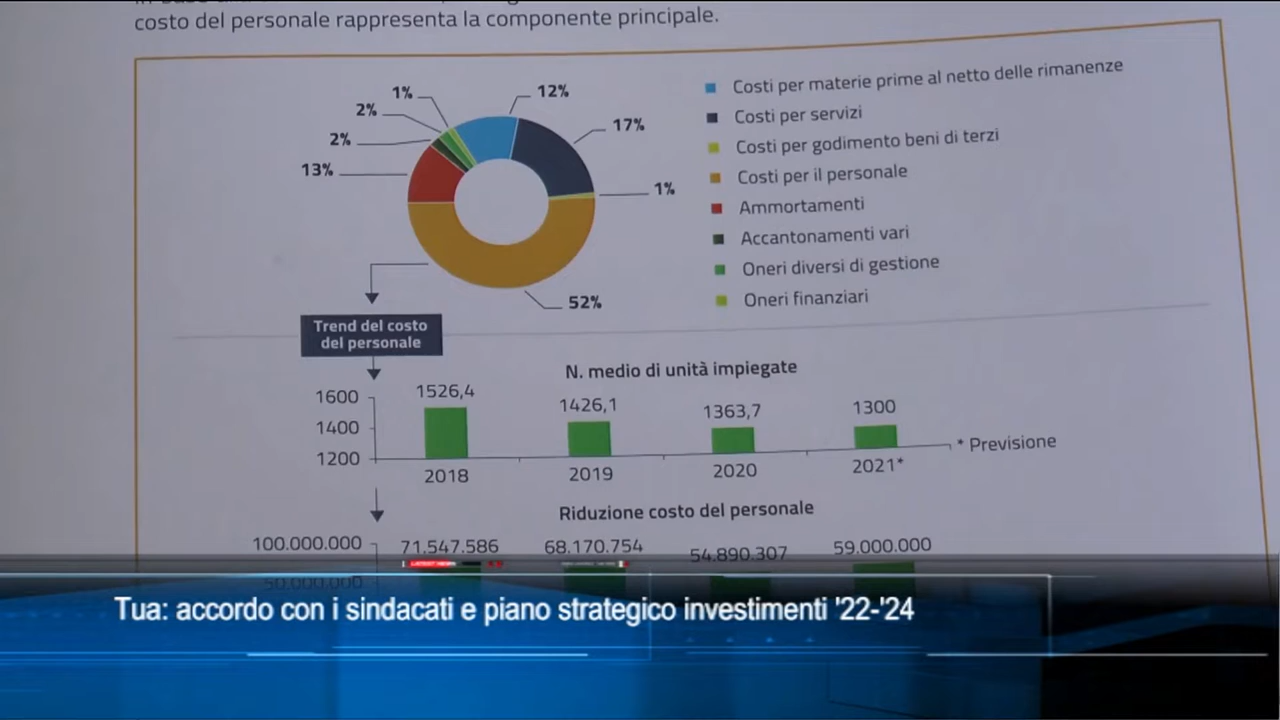 costo del personale rappresenta la componente principale.
1%
12%
2%
17%
2%
13%
1%
52%
Costi per materie prime al netto delle rimanenze
Costi per servizi
Costi per godimento beni di terzi
Costi per il personale
Ammortamenti
Accantonamenti vari
Oneri diversi di gestione
Oneri finanziari
Trend del costo
del personale
N. medio di unità impiegate
1600
1400
1200
1526,4
1426,1
1363,7
1300
2018
2019
2020
2021*
* Previsione
Riduzione costo del personale
100.000.000
71.547.586
68.170.754
54.890.307
59.000.000
50.000.000
LATEST NEWS
Tua: accordo con i sindacati e piano strategico investimenti '22-'24